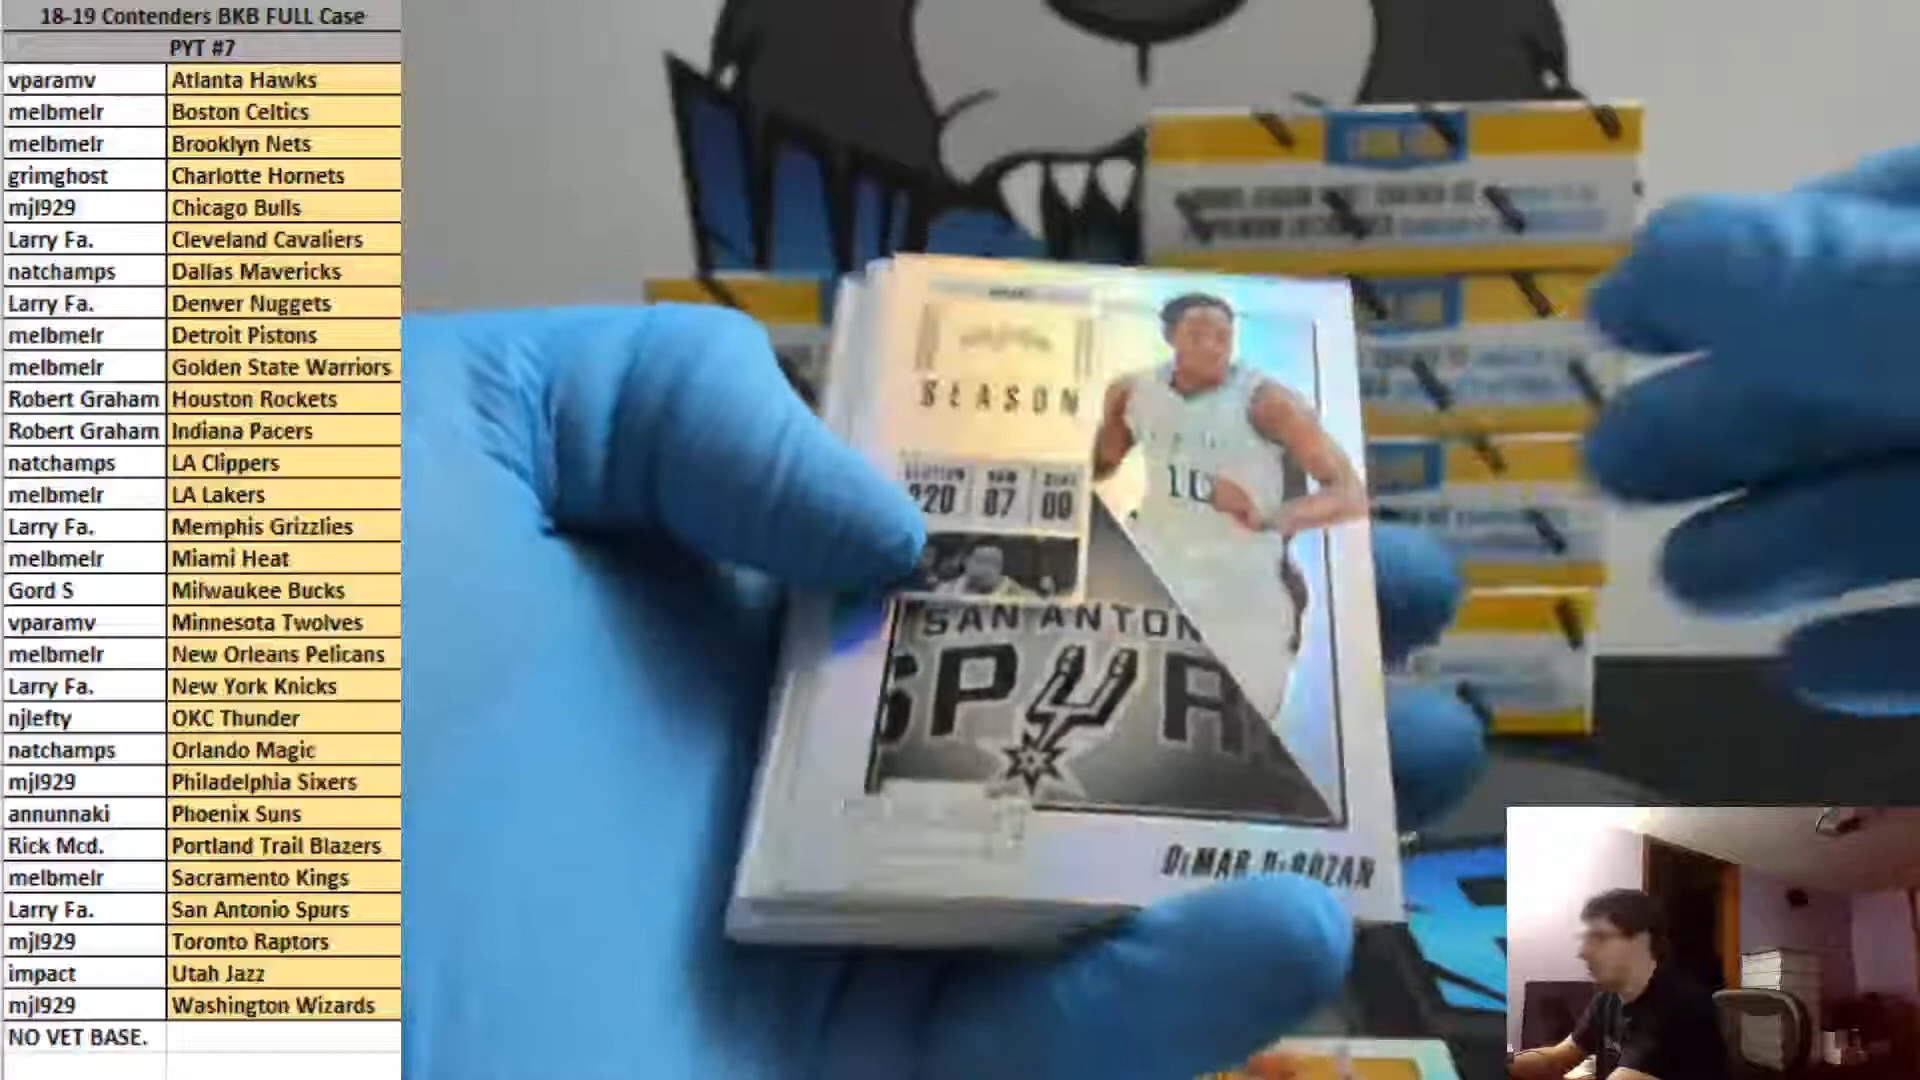 18-19 Contenders BKB FULL Case
PYT #7
vparamv Atlanta Hawks
melbmelr Boston Celtics
melbmelr Brooklyn Nets
grimghost Charlotte Hornets
mjl929 Chicago Bulls
Larry Fa. Cleveland Cavaliers
natchamps Dallas Mavericks
Larry Fa. Denver Nuggets
melbmelr Detroit Pistons
melbmelr Golden State Warriors
Robert Graham Houston Rockets
Robert Graham Indiana Pacers
natchamps LA Clippers
melbmelr LA Lakers
Larry Fa. Memphis Grizzlies
melbmelr Miami Heat
Gord S Milwaukee Bucks
vparamv Minnesota Twolves
melbmelr New Orleans Pelicans
Larry Fa. New York Knicks
njlefty OKC Thunder
natchamps Orlando Magic
mjl929 Philadelphia Sixers
annunnaki Phoenix Suns
Rick Mcd. Portland Trail Blazers
melbmelr Sacramento Kings
Larry Fa. San Antonio Spurs
mjl929 Toronto Raptors
impact Utah Jazz
mjl929 Washington Wizards
NO VET BASE.
SEASON
87 00
10
SAN ANTON
SPUR
DEMAR DEROZAN